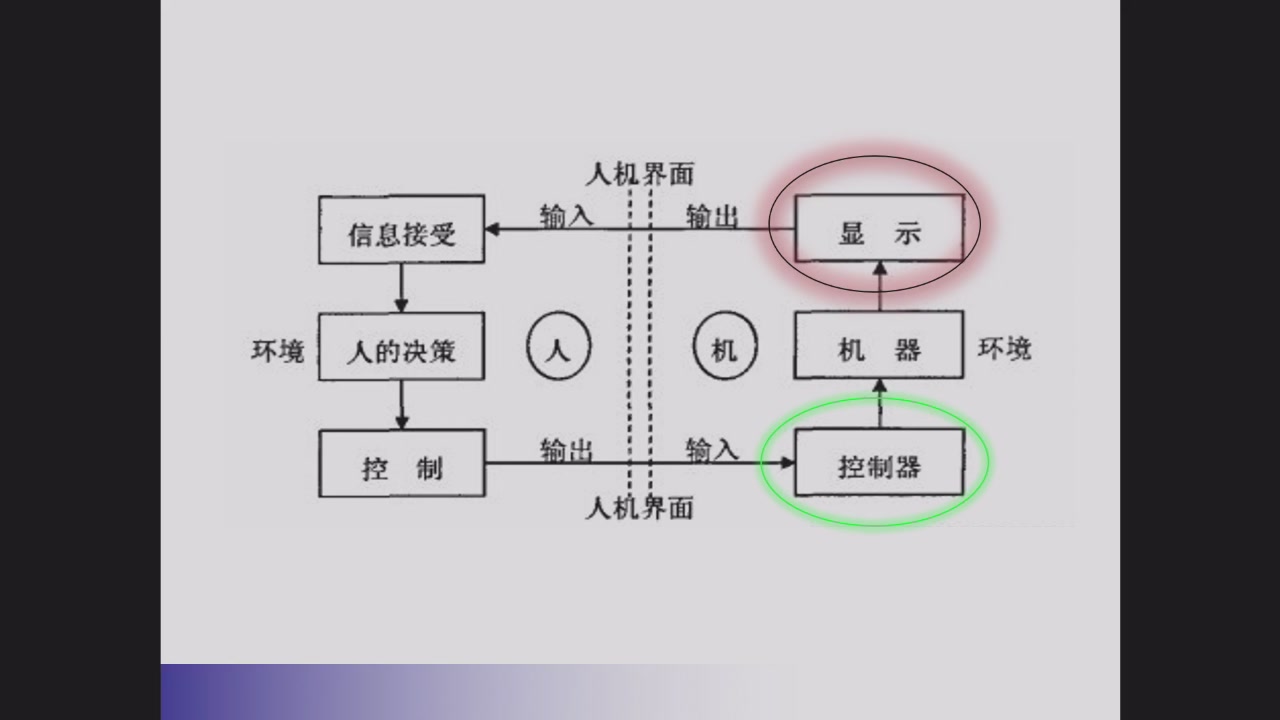 人机界面
输入 输出
信息接受
显 示
环境 人的决策 人 机 机 器 环境
输出 输入
控 制
控制器
人机界面